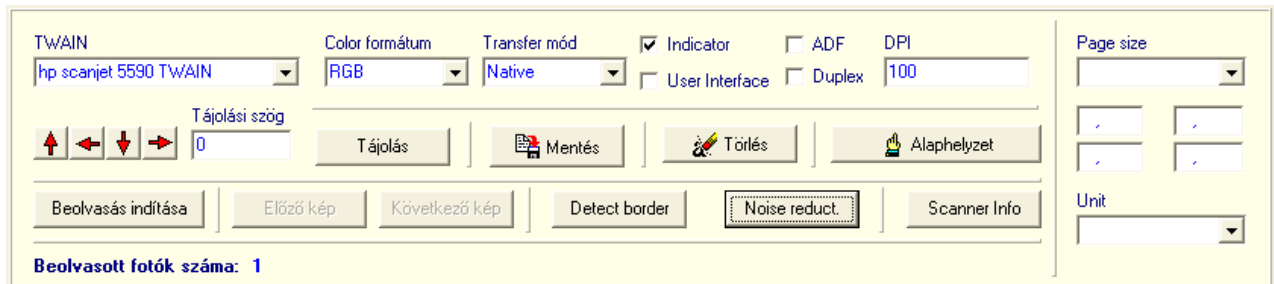 TWAIN Color formátum Transfer mód Indicator ADF DPI Page size
hp scanjet 5590 TWAIN RGB Native User Interface Duplex 100
Tájolási szög
0 Tájolás Mentés Törlés Alaphelyzet
, ,
, ,
Beolvasás indítása Előző kép Következő kép Detect border Noise reduct. Scanner Info Unit
Beolvasott fotók száma: 1